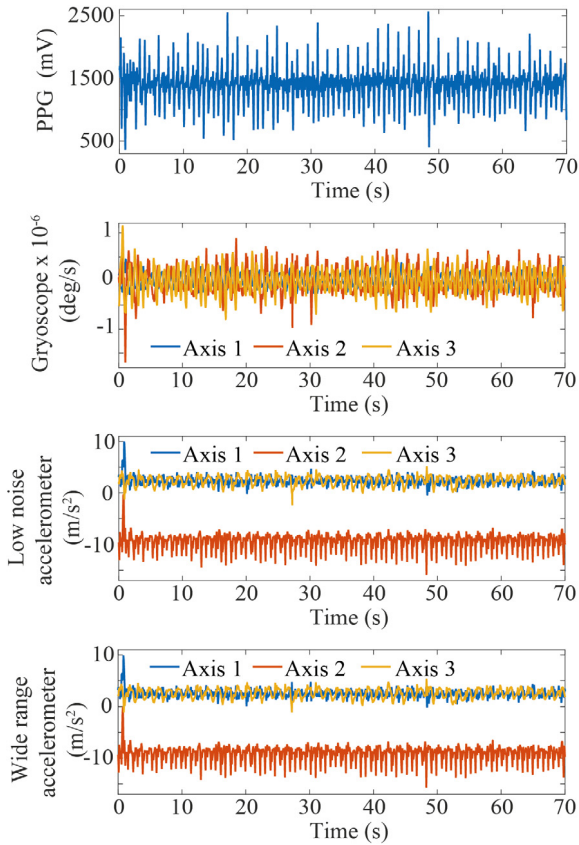 PPG (mV)
2500
1500
500
0 10 20 30 40 50 60 70
Time (s)
Gryoscope x 10-6
(deg/s)
1
0
-1
Axis 1 Axis 2 Axis 3
0 10 20 30 40 50 60 70
Time (s)
Low noise
accelerometer
(m/s²)
10
0
-10
Axis 1 Axis 2 Axis 3
0 10 20 30 40 50 60 70
Time (s)
Wide range
accelerometer
(m/s²)
10
0
-10
Axis 1 Axis 2 Axis 3
0 10 20 30 40 50 60 70
Time (s)